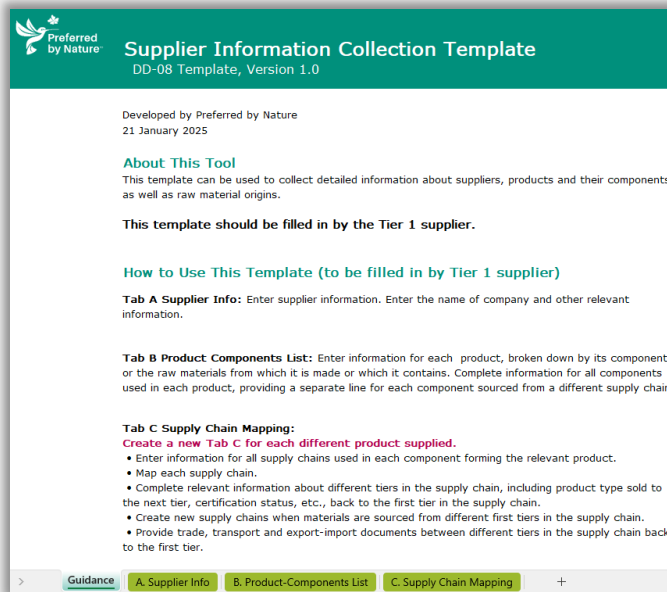 Preferred
by Nature™
Supplier Information Collection Template
DD-08 Template, Version 1.0
Developed by Preferred by Nature
21 January 2025
About This Tool
This template can be used to collect detailed information about suppliers, products and their components
as well as raw material origins.
This template should be filled in by the Tier 1 supplier.
How to Use This Template (to be filled in by Tier 1 supplier)
Tab A Supplier Info: Enter supplier information. Enter the name of company and other relevant
information.
Tab B Product Components List: Enter information for each  product, broken down by its component
or the raw materials from which it is made or which it contains. Complete information for all components
used in each product, providing a separate line for each component sourced from a different supply chain
Tab C Supply Chain Mapping:
Create a new Tab C for each different product supplied.
• Enter information for all supply chains used in each component forming the relevant product.
• Map each supply chain.
• Complete relevant information about different tiers in the supply chain, including product type sold to
the next tier, certification status, etc., back to the first tier in the supply chain.
• Create new supply chains when materials are sourced from different first tiers in the supply chain.
• Provide trade, transport and export-import documents between different tiers in the supply chain back
to the first tier.
Guidance A. Supplier Info B. Product-Components List C. Supply Chain Mapping +